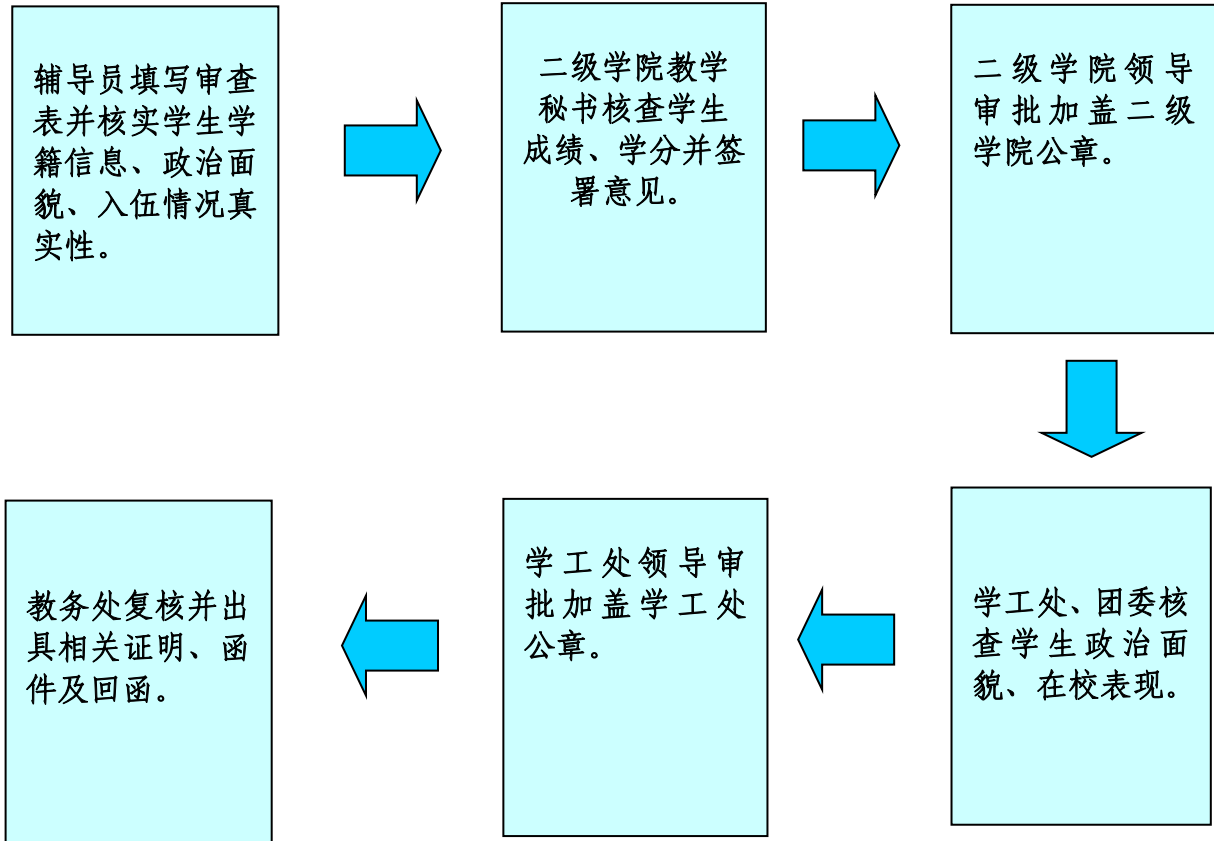 辅导员填写审查
表并核实学生学
籍信息、政治面
貌、入伍情况真
实性。
二级学院教学
秘书核查学生
成绩、学分并签
署意见。
二级学院领导
审批加盖二级
学院公章。
学工处、团委核
查学生政治面
貌、在校表现。
学工处领导审
批加盖学工处
公章。
教务处复核并出
具相关证明、函
件及回函。